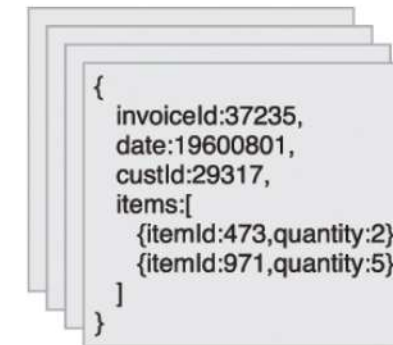 {
invoiceId:37235,
date:19600801,
custId:29317,
items:[
{itemId:473,quantity:2}
{itemId:971,quantity:5}
]
}